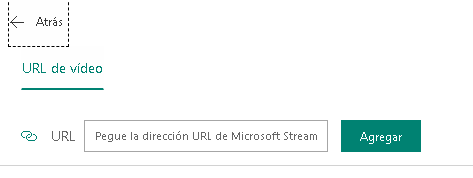 Atrás
URL de vídeo
URL Pegue la dirección URL de Microsoft Stream Agregar